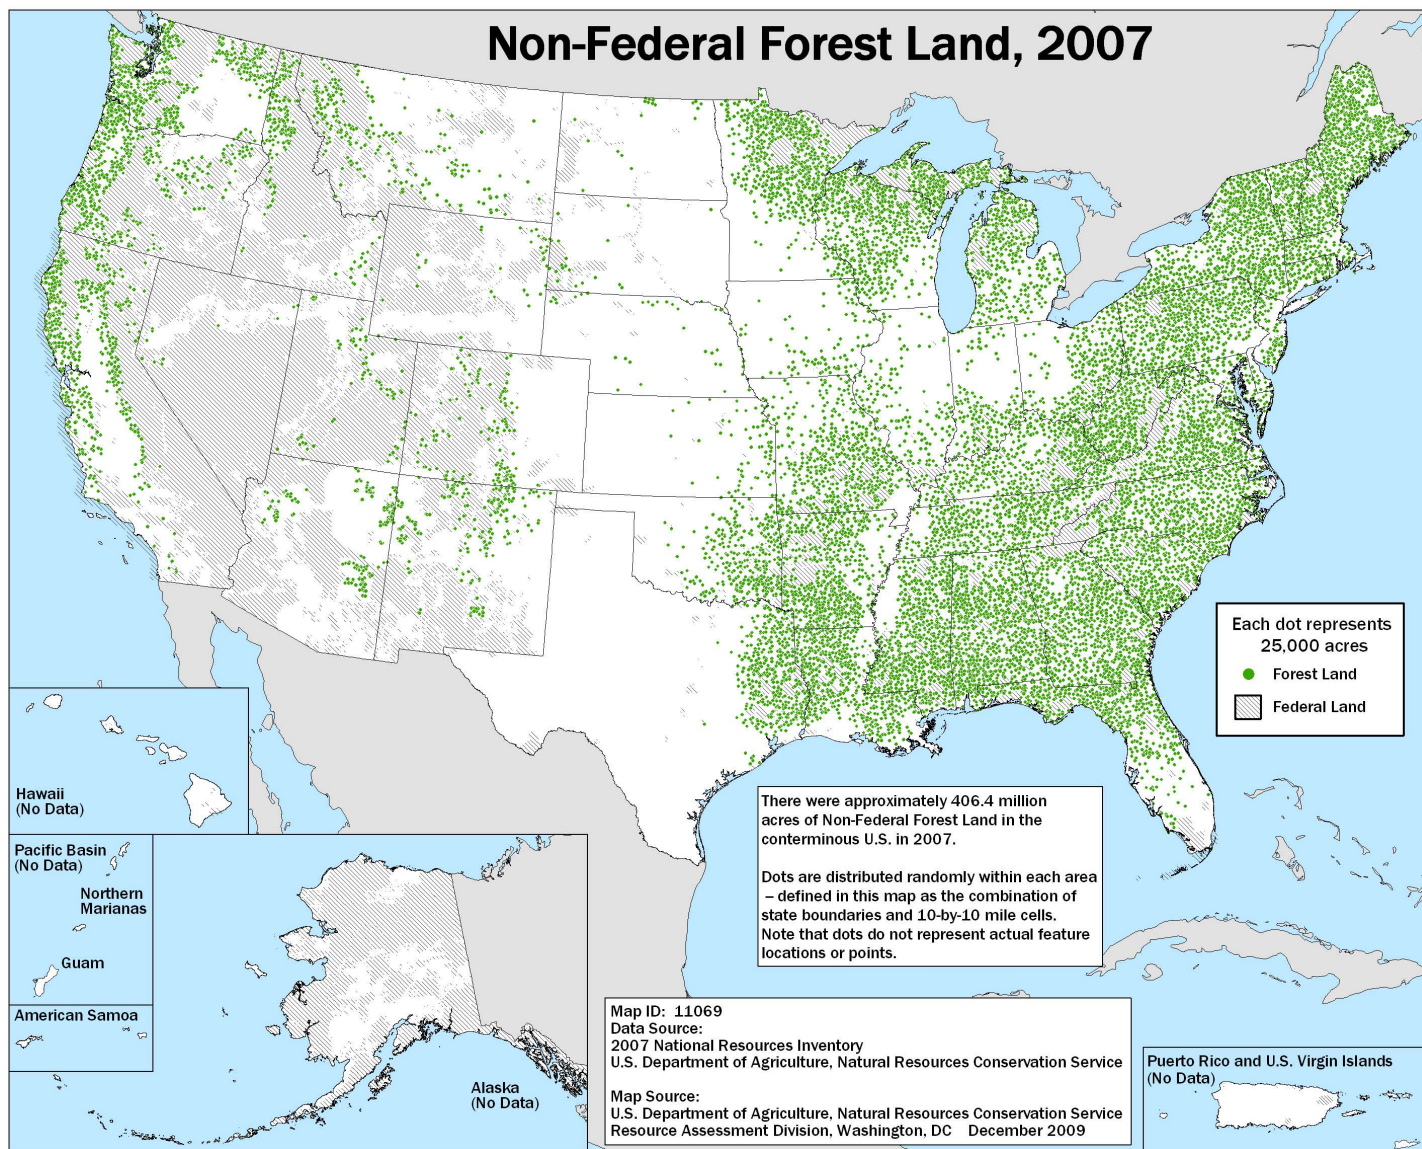 Non-Federal Forest Land, 2007
Each dot represents
25,000 acres
Forest Land
Federal Land
Hawaii
(No Data)
There were approximately 406.4 million
acres of Non-Federal Forest Land in the
conterminous U.S. in 2007.
Dots are distributed randomly within each area
– defined in this map as the combination of
state boundaries and 10-by-10 mile cells.
Note that dots do not represent actual feature
locations or points.
Pacific Basin
(No Data)
Northern
Marianas
Guam
American Samoa
Alaska
(No Data)
Map ID: 11069
Data Source:
2007 National Resources Inventory
U.S. Department of Agriculture, Natural Resources Conservation Service
Map Source:
U.S. Department of Agriculture, Natural Resources Conservation Service
Resource Assessment Division, Washington, DC December 2009
Puerto Rico and U.S. Virgin Islands
(No Data)